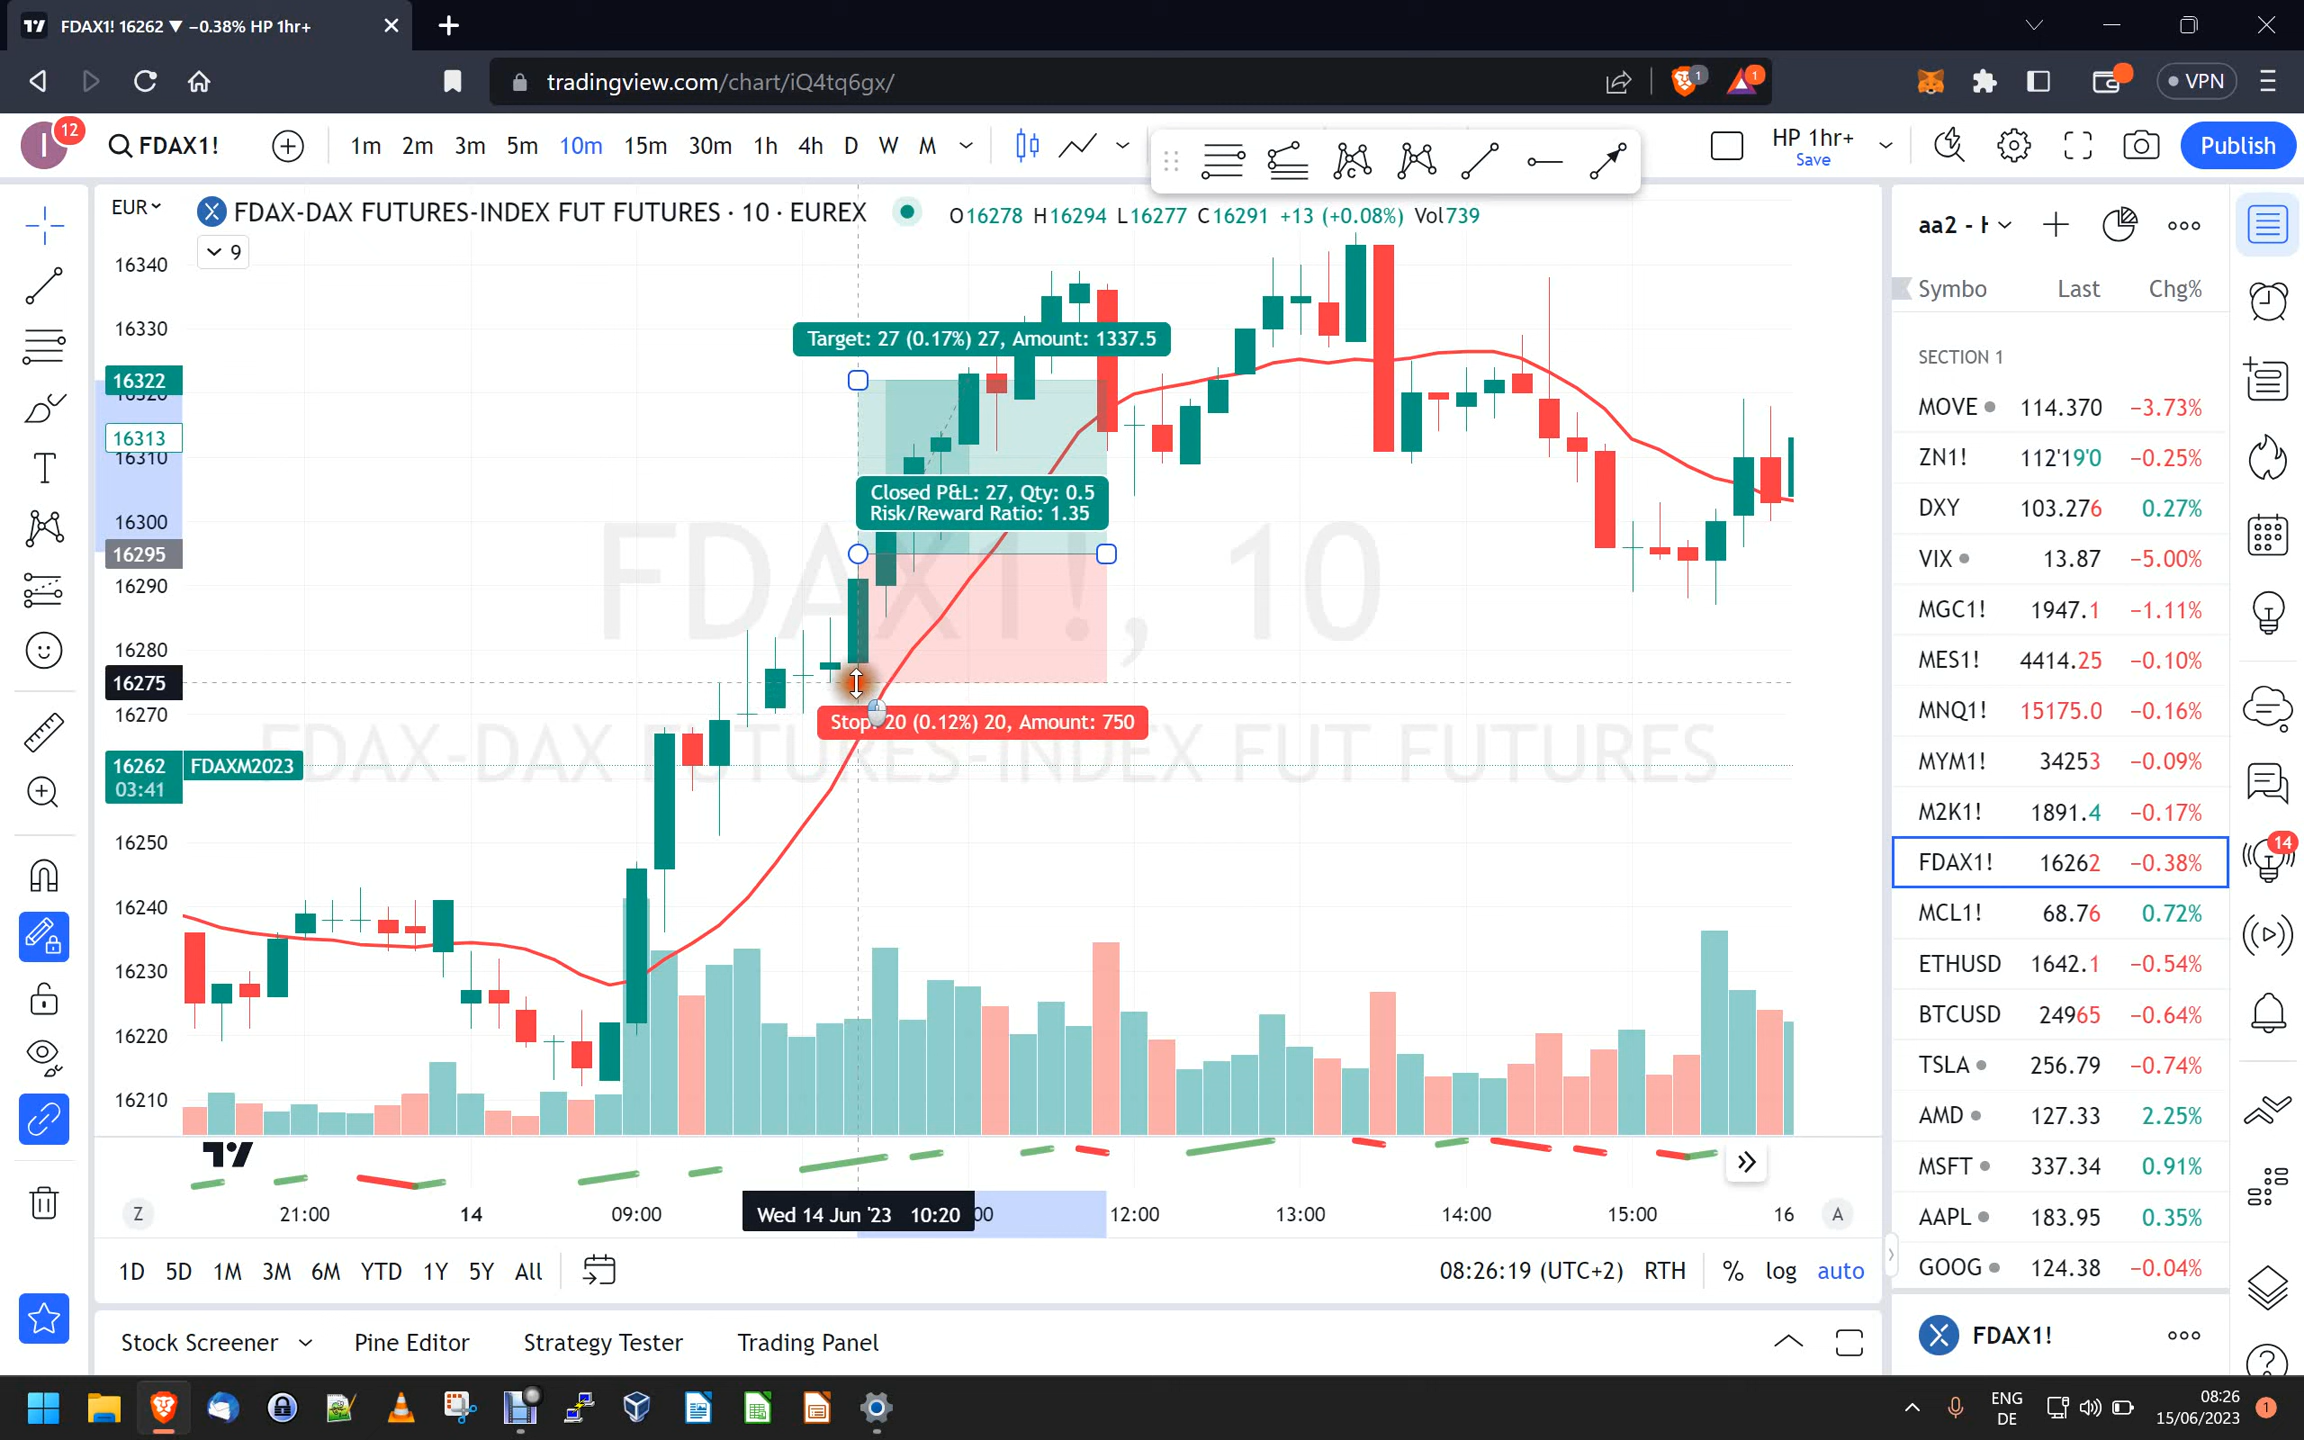 FDAX1! 16262 ▼ −0.38% HP 1hr+
tradingview.com/chart/iQ4tq6gx/
1
1
VPN
I
12
FDAX1!
1m 2m 3m 5m 10m 15m 30m 1h 4h D W M
HP 1hr+
Save
Publish
EUR
FDAX-DAX FUTURES-INDEX FUT FUTURES · 10 · EUREX
O16278 H16294 L16277 C16291 +13 (+0.08%) Vol739
9
16340
16330
16322
16320
16313
16310
16300
16295
16290
16280
16275
16270
16262
03:41
FDAXM2023
16250
16240
16230
16220
16210
Target: 27 (0.17%) 27, Amount: 1337.5
Closed P&L: 27, Qty: 0.5
Risk/Reward Ratio: 1.35
Stop: 20 (0.12%) 20, Amount: 750
FDAX1!, 10
FDAX-DAX FUTURES-INDEX FUT FUTURES
Z
21:00 14 09:00 Wed 14 Jun '23 10:20 00 12:00 13:00 14:00 15:00 16
A
1D 5D 1M 3M 6M YTD 1Y 5Y All
08:26:19 (UTC+2) RTH % log auto
Stock Screener Pine Editor Strategy Tester Trading Panel
aa2 - H
Symbo Last Chg%
SECTION 1
MOVE 114.370 −3.73%
ZN1! 112'19'0 −0.25%
DXY 103.276 0.27%
VIX 13.87 −5.00%
MGC1! 1947.1 −1.11%
MES1! 4414.25 −0.10%
MNQ1! 15175.0 −0.16%
MYM1! 34253 −0.09%
M2K1! 1891.4 −0.17%
FDAX1! 16262 −0.38%
MCL1! 68.76 0.72%
ETHUSD 1642.1 −0.54%
BTCUSD 24965 −0.64%
TSLA 256.79 −0.74%
AMD 127.33 2.25%
MSFT 337.34 0.91%
AAPL 183.95 0.35%
GOOG 124.38 −0.04%
FDAX1!
14
ENG
DE
08:26
15/06/2023
1